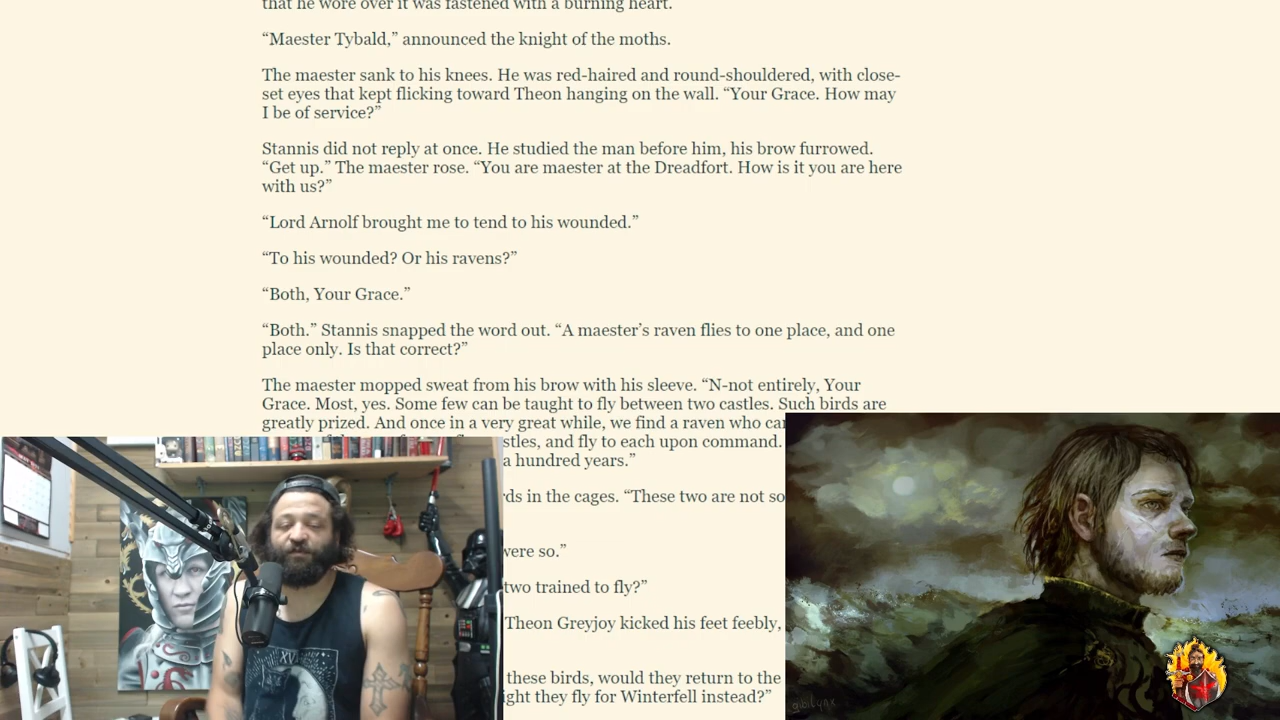 that he wore over it was fastened with a burning heart.
“Maester Tybald,” announced the knight of the moths.
The maester sank to his knees. He was red-haired and round-shouldered, with close-
set eyes that kept flicking toward Theon hanging on the wall. “Your Grace. How may
I be of service?”
Stannis did not reply at once. He studied the man before him, his brow furrowed.
“Get up.” The maester rose. “You are maester at the Dreadfort. How is it you are here
with us?”
“Lord Arnolf brought me to tend to his wounded.”
“To his wounded? Or his ravens?”
“Both, Your Grace.”
“Both.” Stannis snapped the word out. “A maester’s raven flies to one place, and one
place only. Is that correct?”
The maester mopped sweat from his brow with his sleeve. “N-not entirely, Your
Grace. Most, yes. Some few can be taught to fly between two castles. Such birds are
greatly prized. And once in a very great while, we find a raven who can
stles, and fly to each upon command.
a hundred years.”
rds in the cages. “These two are not so
were so.”
two trained to fly?”
Theon Greyjoy kicked his feet feebly,
these birds, would they return to the
ight they fly for Winterfell instead?”
XVI